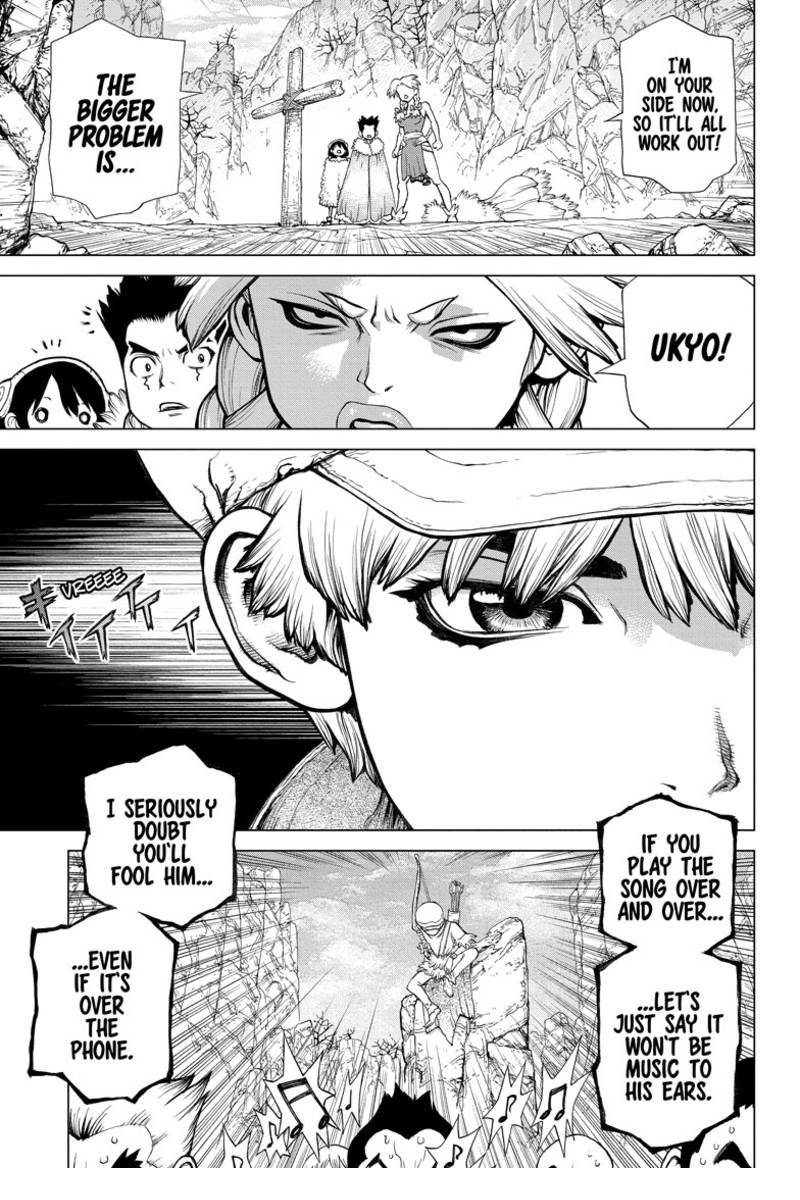 I'M
ON YOUR
SIDE NOW,
SO IT'LL ALL
WORK OUT!
THE
BIGGER
PROBLEM
IS...
UKYO!
VREEEE
キイイイイイ
IF YOU
PLAY THE
SONG OVER
AND OVER...
...LET'S
JUST SAY IT
WON'T BE
MUSIC TO
HIS EARS.
I SERIOUSLY
DOUBT
YOU'LL
FOOL HIM...
...EVEN
IF IT'S
OVER
THE
PHONE.